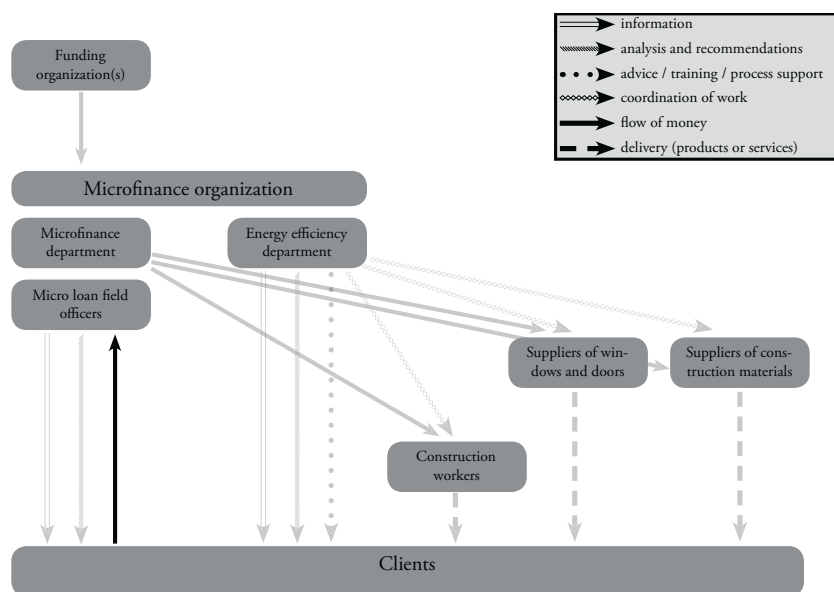 information
analysis and recommendations
advice / training / process support
coordination of work
flow of money
delivery (products or services)
Funding
organization(s)
Microfinance organization
Microfinance
department
Energy efficiency
department
Micro loan field
officers
Suppliers of win-
dows and doors
Suppliers of cons-
truction materials
Construction
workers
Clients